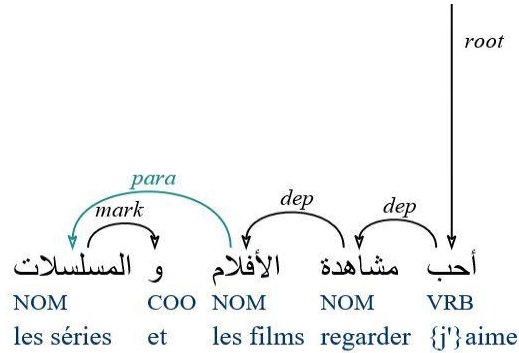 root
para
mark
dep
dep
أحب مشاهدة الأفلام و المسلسلات
NOM COO NOM NOM VRB
les séries et les films regarder {j'}aime